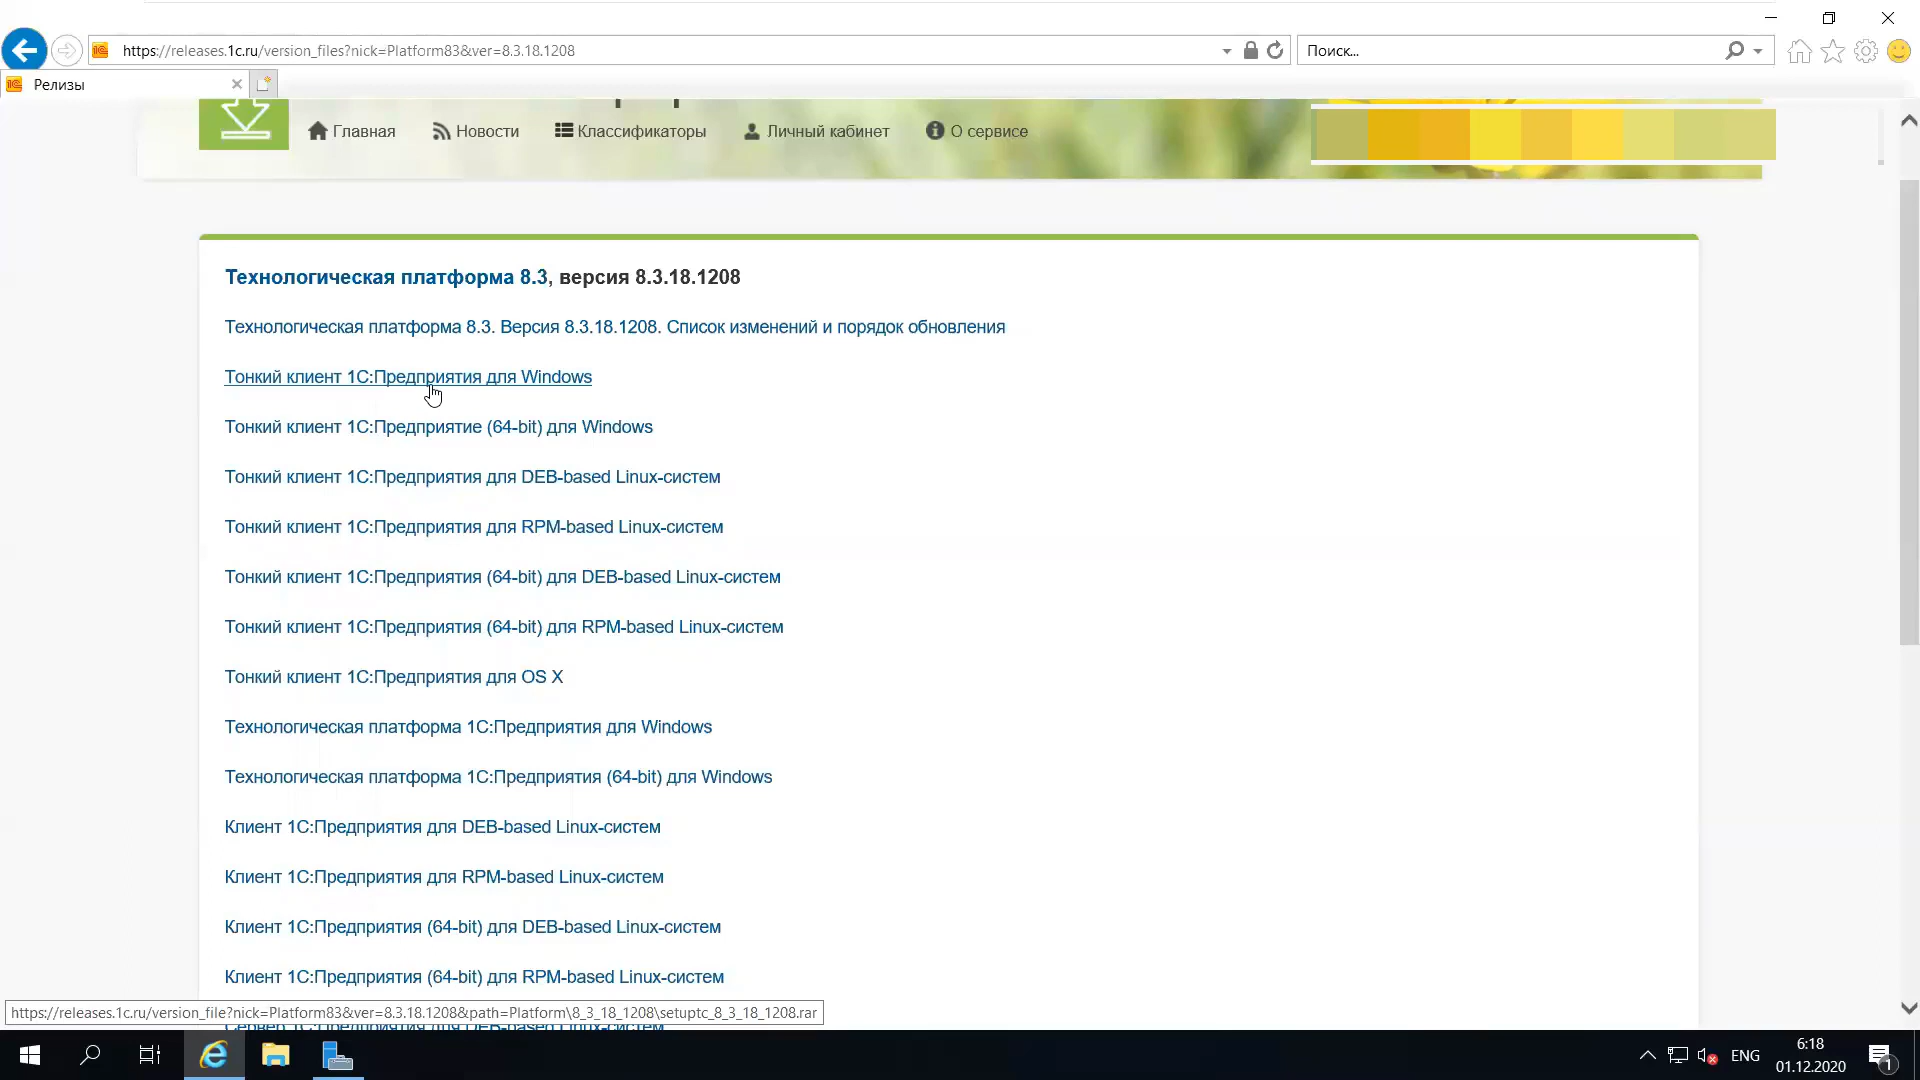 https://releases.1c.ru/version_files?nick=Platform83&ver=8.3.18.1208
Поиск...
Релизы
Главная
Новости
Классификаторы
Личный кабинет
О сервисе
Технологическая платформа 8.3, версия 8.3.18.1208
Технологическая платформа 8.3. Версия 8.3.18.1208. Список изменений и порядок обновления
Тонкий клиент 1С:Предприятия для Windows
Тонкий клиент 1С:Предприятие (64-bit) для Windows
Тонкий клиент 1С:Предприятия для DEB-based Linux-систем
Тонкий клиент 1С:Предприятия для RPM-based Linux-систем
Тонкий клиент 1С:Предприятия (64-bit) для DEB-based Linux-систем
Тонкий клиент 1С:Предприятия (64-bit) для RPM-based Linux-систем
Тонкий клиент 1С:Предприятия для OS X
Технологическая платформа 1С:Предприятия для Windows
Технологическая платформа 1С:Предприятия (64-bit) для Windows
Клиент 1С:Предприятия для DEB-based Linux-систем
Клиент 1С:Предприятия для RPM-based Linux-систем
Клиент 1С:Предприятия (64-bit) для DEB-based Linux-систем
Клиент 1С:Предприятия (64-bit) для RPM-based Linux-систем
https://releases.1c.ru/version_file?nick=Platform83&ver=8.3.18.1208&path=Platform\8_3_18_1208\setuptc_8_3_18_1208.rar
Сервер 1С:Предприятия для DEB-based Linux-систем
ENG
6:18
01.12.2020
1